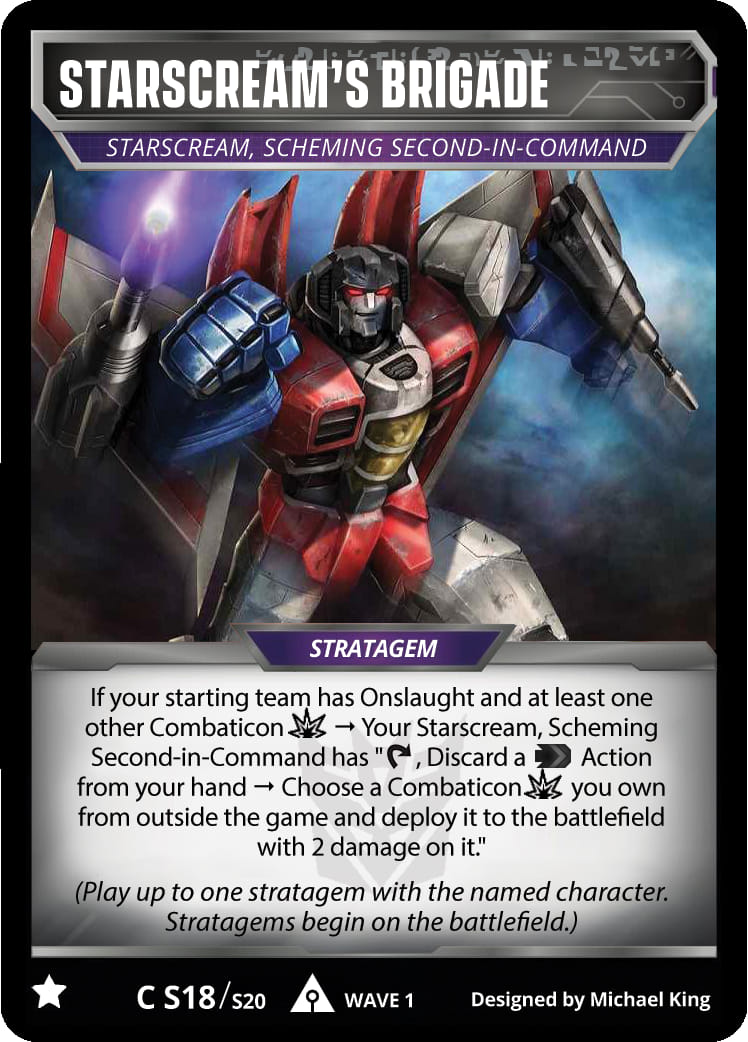 STARSCREAM'S BRIGADE
STARSCREAM, SCHEMING SECOND-IN-COMMAND
STRATAGEM
If your starting team has Onslaught and at least one
other Combaticon → Your Starscream, Scheming
Second-in-Command has " , Discard a Action
from your hand → Choose a Combaticon you own
from outside the game and deploy it to the battlefield
with 2 damage on it."
(Play up to one stratagem with the named character.
Stratagems begin on the battlefield.)
C S18/S20 WAVE 1 Designed by Michael King